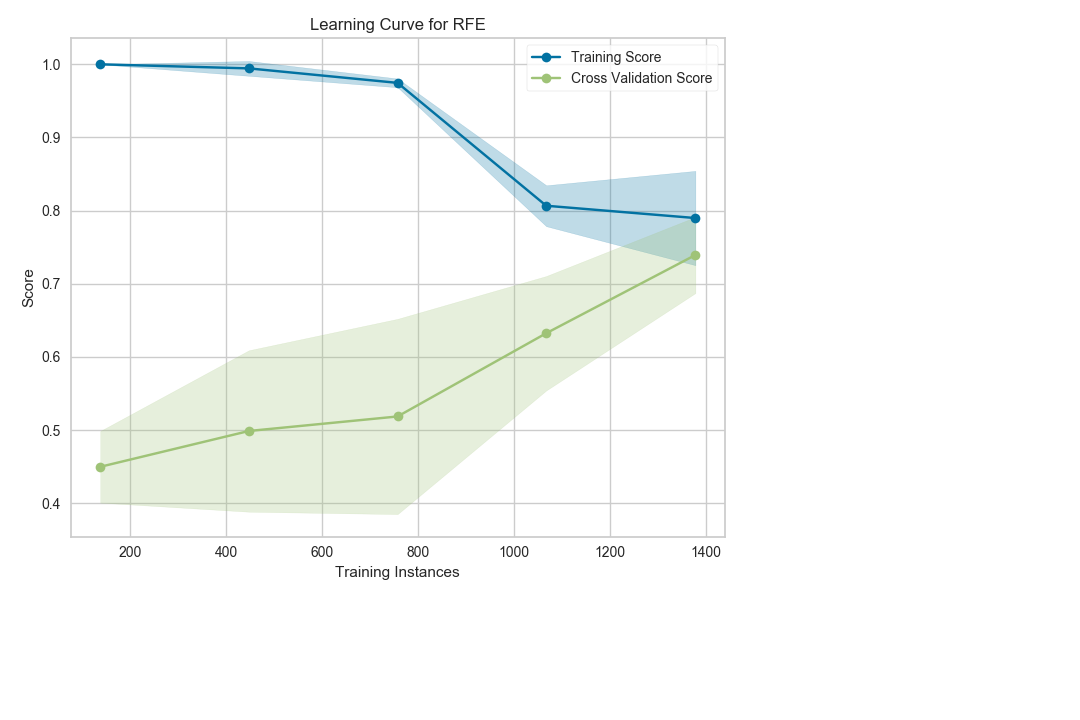 Learning Curve for RFE
Training Score
Cross Validation Score
1.0
0.9
0.8
0.7
0.6
0.5
0.4
Score
200 400 600 800 1000 1200 1400
Training Instances